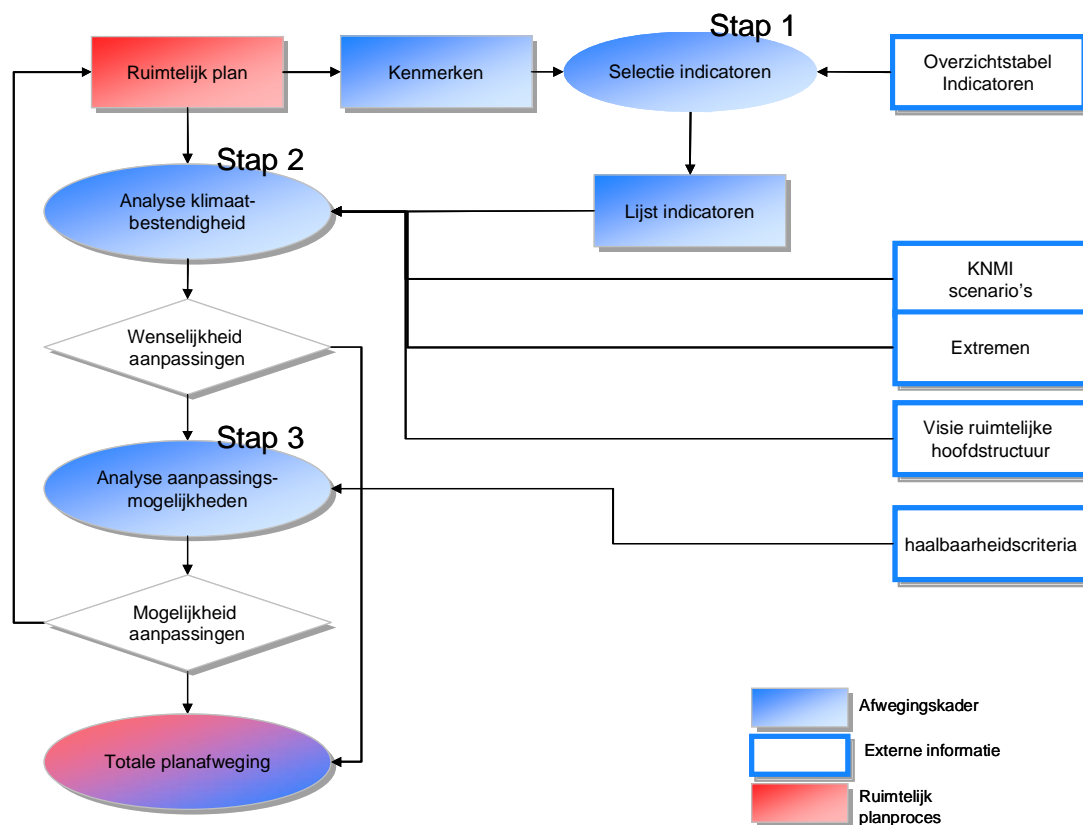 Stap 1
Ruimtelijk plan
Kenmerken
Selectie indicatoren
Overzichtstabel
Indicatoren
Stap 2
Analyse klimaat-
bestendigheid
Lijst indicatoren
KNMI
scenario's
Wenselijkheid
aanpassingen
Extremen
Stap 3
Visie ruimtelijke
hoofdstructuur
Analyse aanpassings-
mogelijkheden
haalbaarheidscriteria
Mogelijkheid
aanpassingen
Totale planafweging
Afwegingskader
Externe informatie
Ruimtelijk
planproces